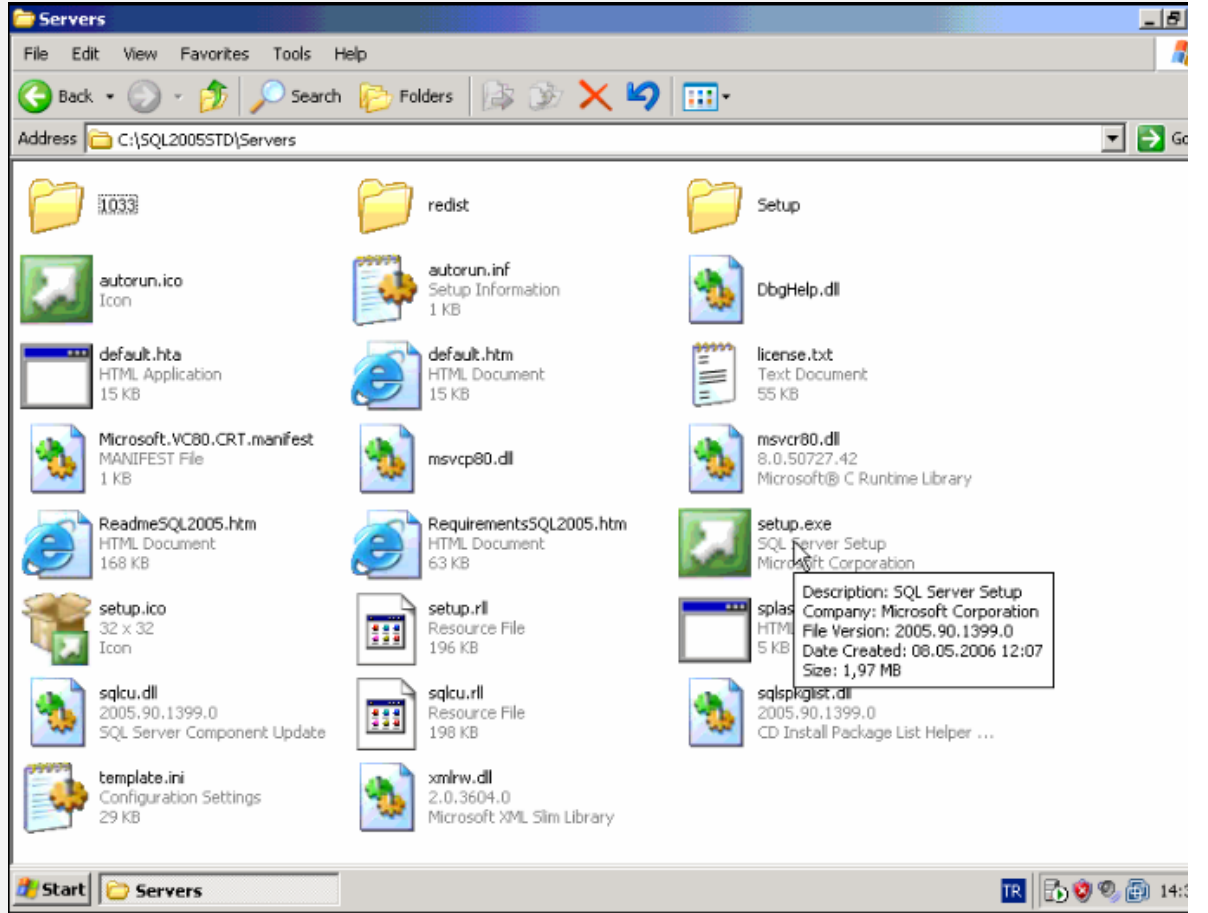 Servers
File Edit View Favorites Tools Help
Back Search Folders
Address C:\SQL2005STD\Servers Go
1033
redist
Setup
autorun.ico
Icon
autorun.inf
Setup Information
1 KB
DbgHelp.dll
default.hta
HTML Application
15 KB
default.htm
HTML Document
15 KB
license.txt
Text Document
55 KB
Microsoft.VC80.CRT.manifest
MANIFEST File
1 KB
msvcp80.dll
msvcr80.dll
8.0.50727.42
Microsoft® C Runtime Library
ReadmeSQL2005.htm
HTML Document
168 KB
RequirementsSQL2005.htm
HTML Document
63 KB
setup.exe
SQL Server Setup
Microsoft Corporation
Description: SQL Server Setup
Company: Microsoft Corporation
File Version: 2005.90.1399.0
Date Created: 08.05.2006 12:07
Size: 1,97 MB
setup.ico
32 x 32
Icon
setup.rll
Resource File
196 KB
splas
HTM
5 KB
sqlcu.dll
2005.90.1399.0
SQL Server Component Update
sqlcu.rll
Resource File
198 KB
sqlspkglist.dll
2005.90.1399.0
CD Install Package List Helper ...
template.ini
Configuration Settings
29 KB
xmlrw.dll
2.0.3604.0
Microsoft XML Slim Library
Start Servers TR 14:3